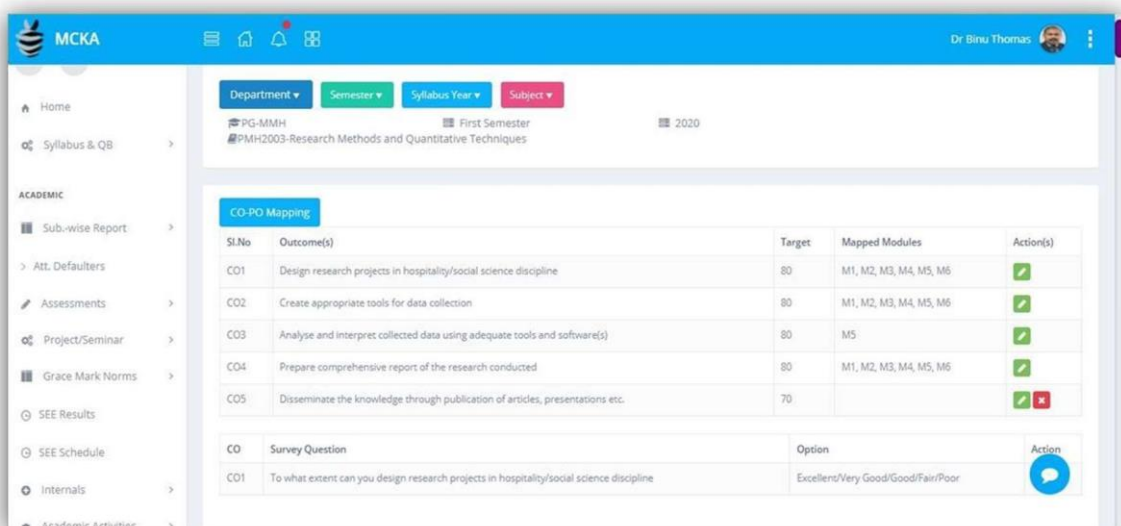 MCKA
Dr Binu Thomas
Home
Syllabus & QB
ACADEMIC
Sub.-wise Report
Att. Defaulters
Assessments
Project/Seminar
Grace Mark Norms
SEE Results
SEE Schedule
Internals
Academic Activities
Department ▾ Semester ▾ Syllabus Year ▾ Subject ▾
PG-MMH First Semester 2020
PMH2003-Research Methods and Quantitative Techniques
CO-PO Mapping
Sl.No Outcome(s) Target Mapped Modules Action(s)
CO1 Design research projects in hospitality/social science discipline 80 M1, M2, M3, M4, M5, M6
CO2 Create appropriate tools for data collection 80 M1, M2, M3, M4, M5, M6
CO3 Analyse and interpret collected data using adequate tools and software(s) 80 M5
CO4 Prepare comprehensive report of the research conducted 80 M1, M2, M3, M4, M5, M6
CO5 Disseminate the knowledge through publication of articles, presentations etc. 70
CO Survey Question Option Action
CO1 To what extent can you design research projects in hospitality/social science discipline Excellent/Very Good/Good/Fair/Poor